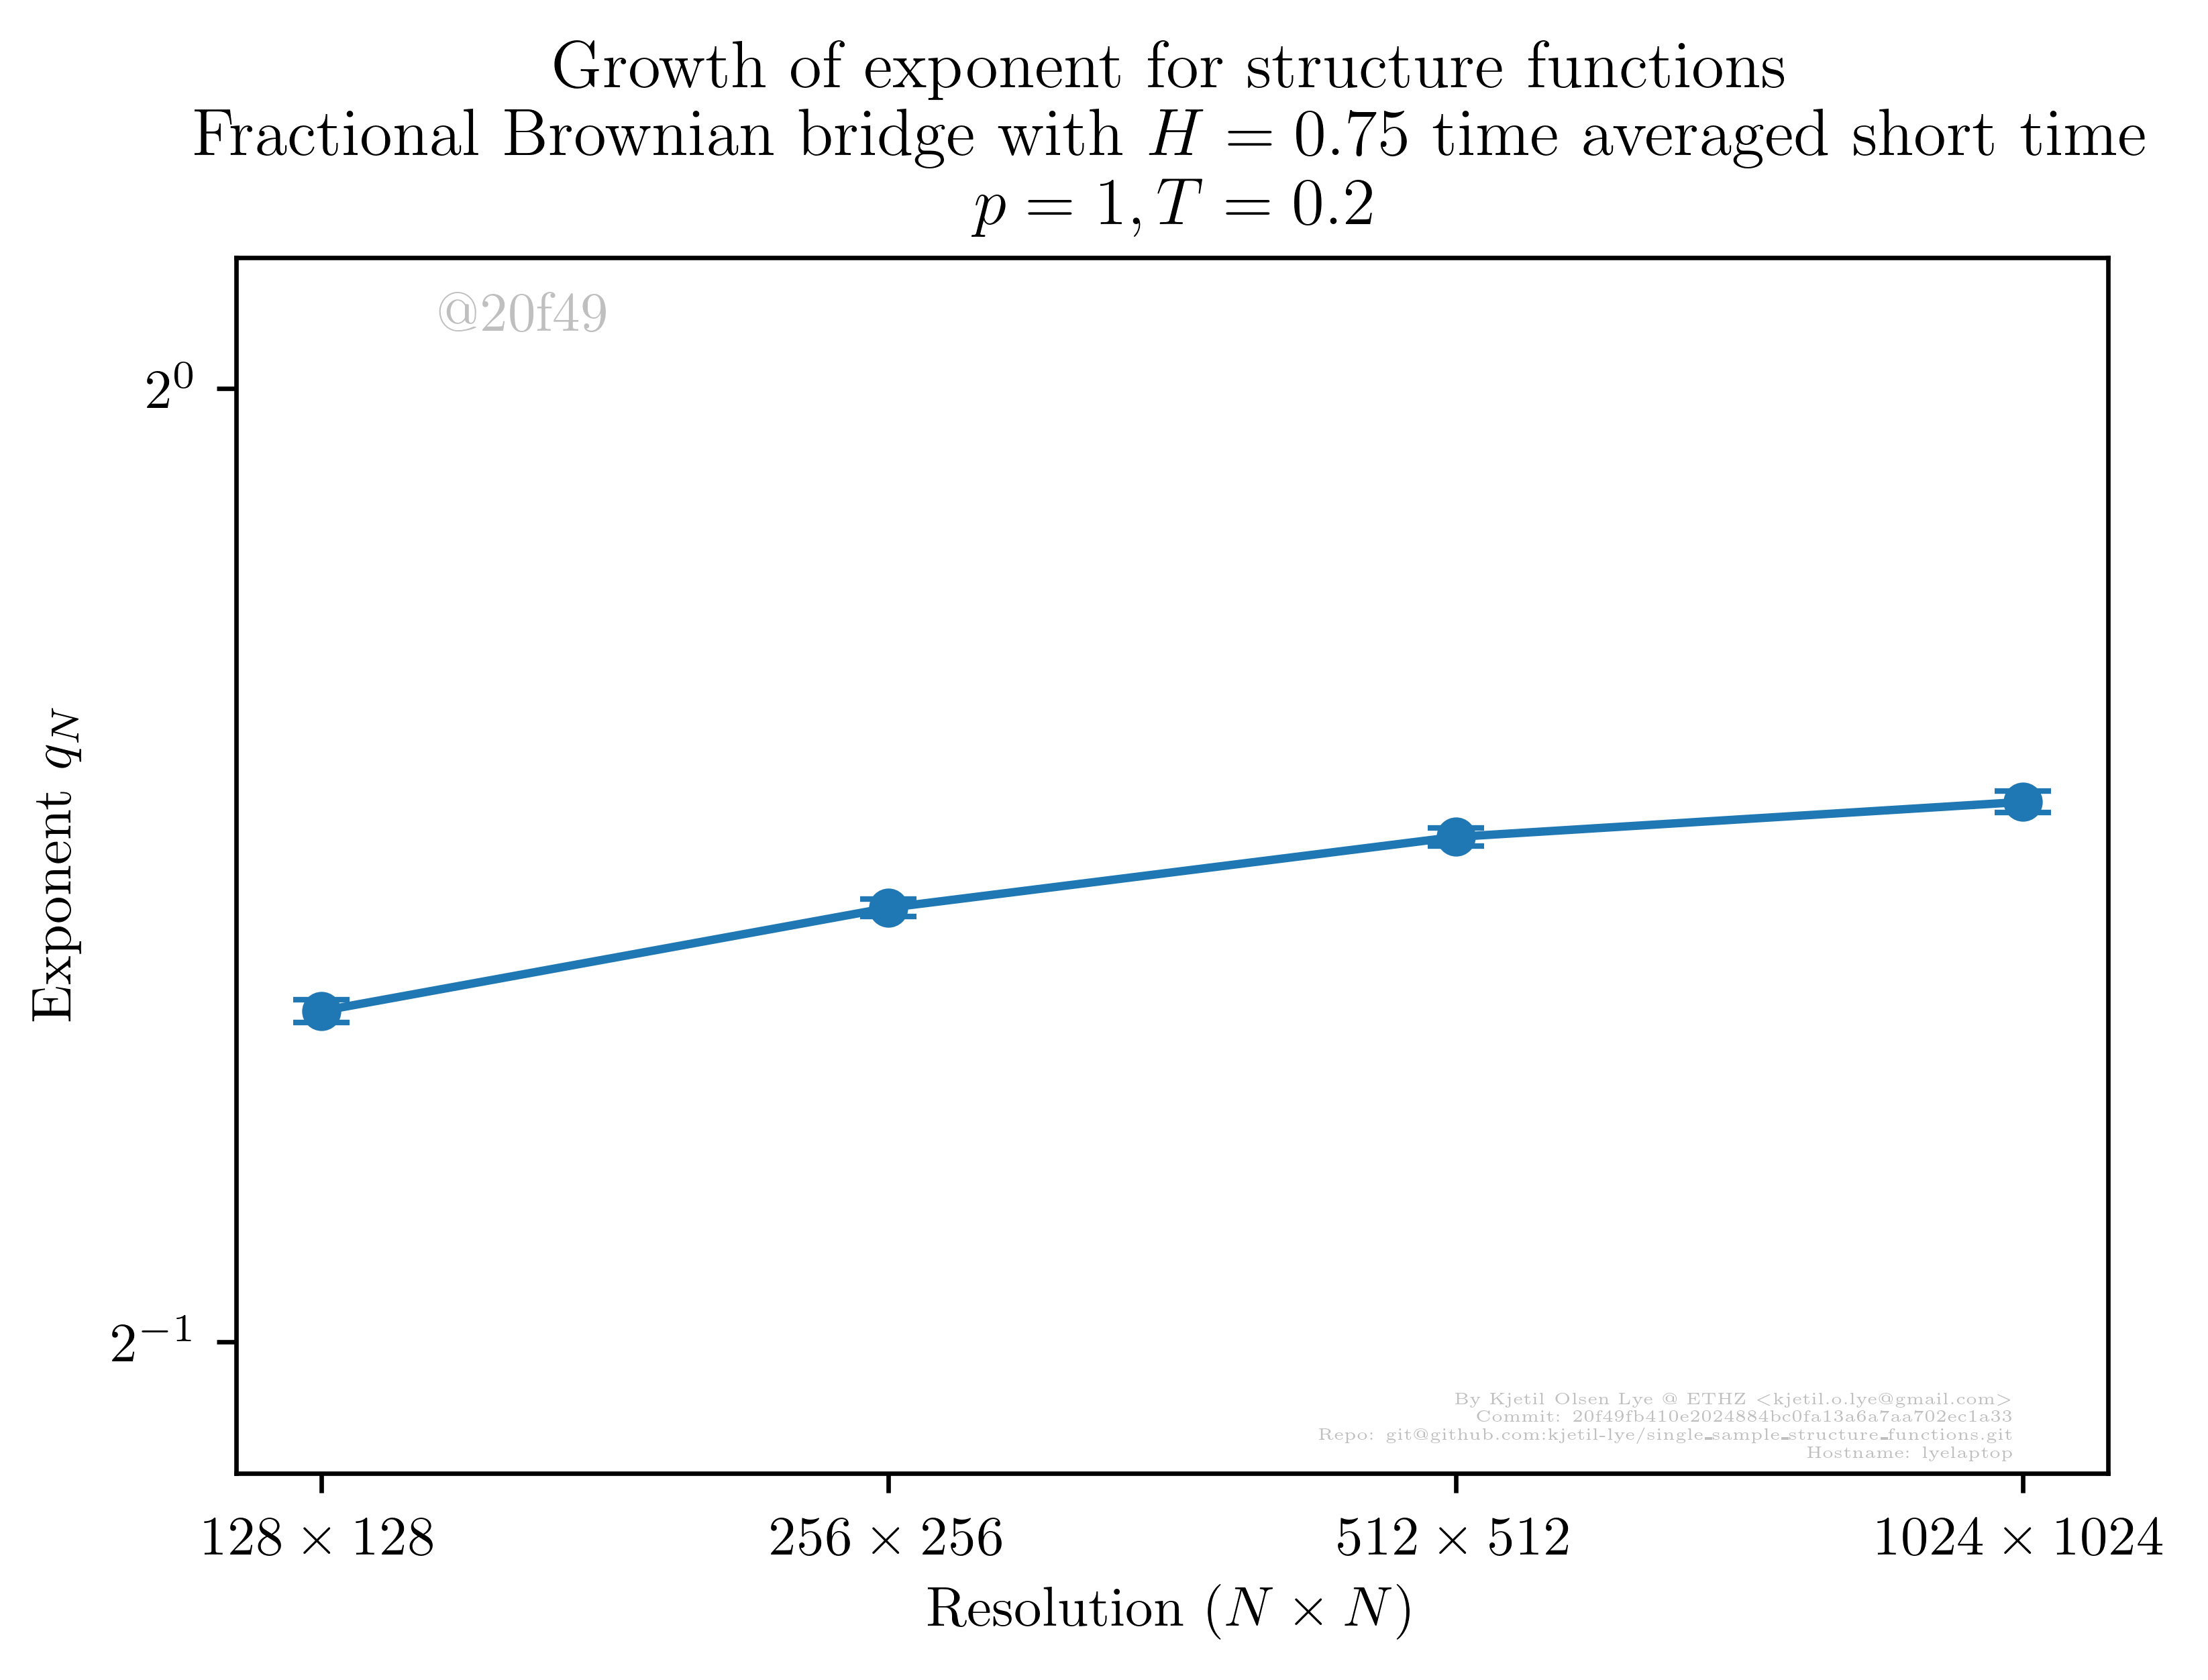 Growth of exponent for structure functions
Fractional Brownian bridge with H = 0.75 time averaged short time
p = 1, T = 0.2
@20f49
2⁰
Exponent q_N
2⁻¹
By Kjetil Olsen Lye @ ETHZ <kjetil.o.lye@gmail.com>
Commit: 20f49fb410e2024884bc0fa13a6a7aa702ec1a33
Repo: git@github.com:kjetil-lye/single_sample_structure_functions.git
Hostname: lyelaptop
128 × 128 256 × 256 512 × 512 1024 × 1024
Resolution (N × N)